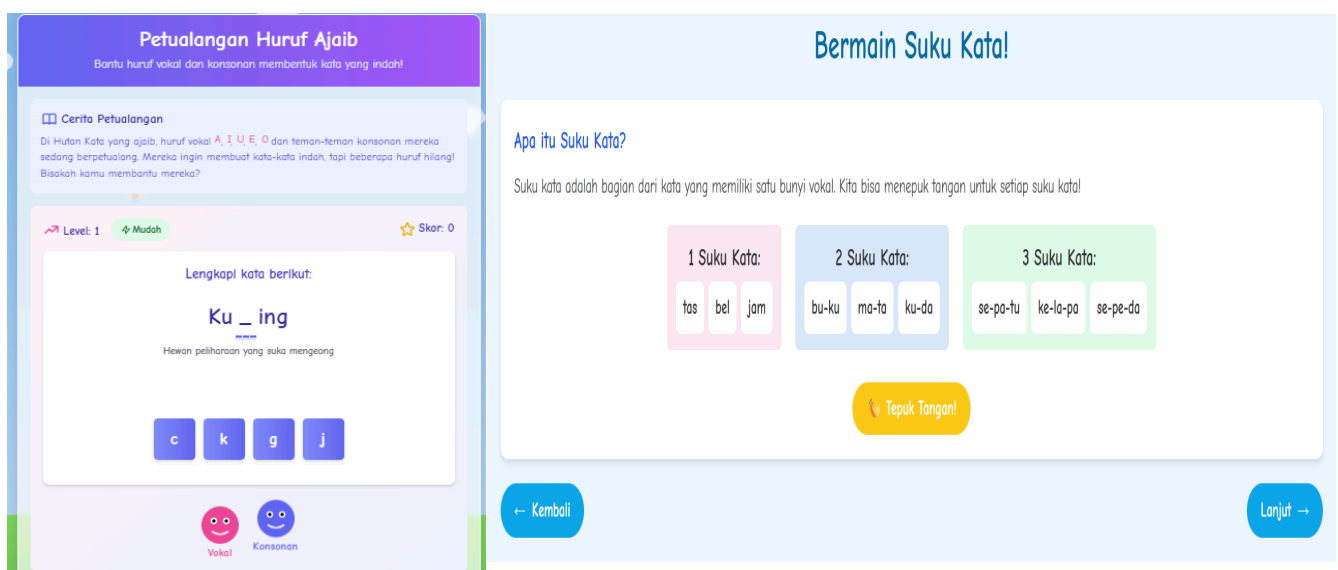 Petualangan Huruf Ajaib
Bantu huruf vokal dan konsonan membentuk kata yang indah!
Cerita Petualangan
Di Hutan Kata yang ajaib, huruf vokal A, I, U, E, O dan teman-teman konsonan mereka
sedang berpetualang. Mereka ingin membuat kata-kata indah, tapi beberapa huruf hilang!
Bisakah kamu membantu mereka?
Level: 1 Mudah Skor: 0
Lengkapi kata berikut:
Ku _ ing
Hewan peliharaan yang suka mengeong
c k g j
Vokal Konsonan
Bermain Suku Kata!
Apa itu Suku Kata?
Suku kata adalah bagian dari kata yang memiliki satu bunyi vokal. Kita bisa menepuk tangan untuk setiap suku kata!
1 Suku Kata:
tas bel jam
2 Suku Kata:
bu-ku ma-ta ku-da
3 Suku Kata:
se-pa-tu ke-la-pa se-pe-da
Tepuk Tangan!
← Kembali
Lanjut →